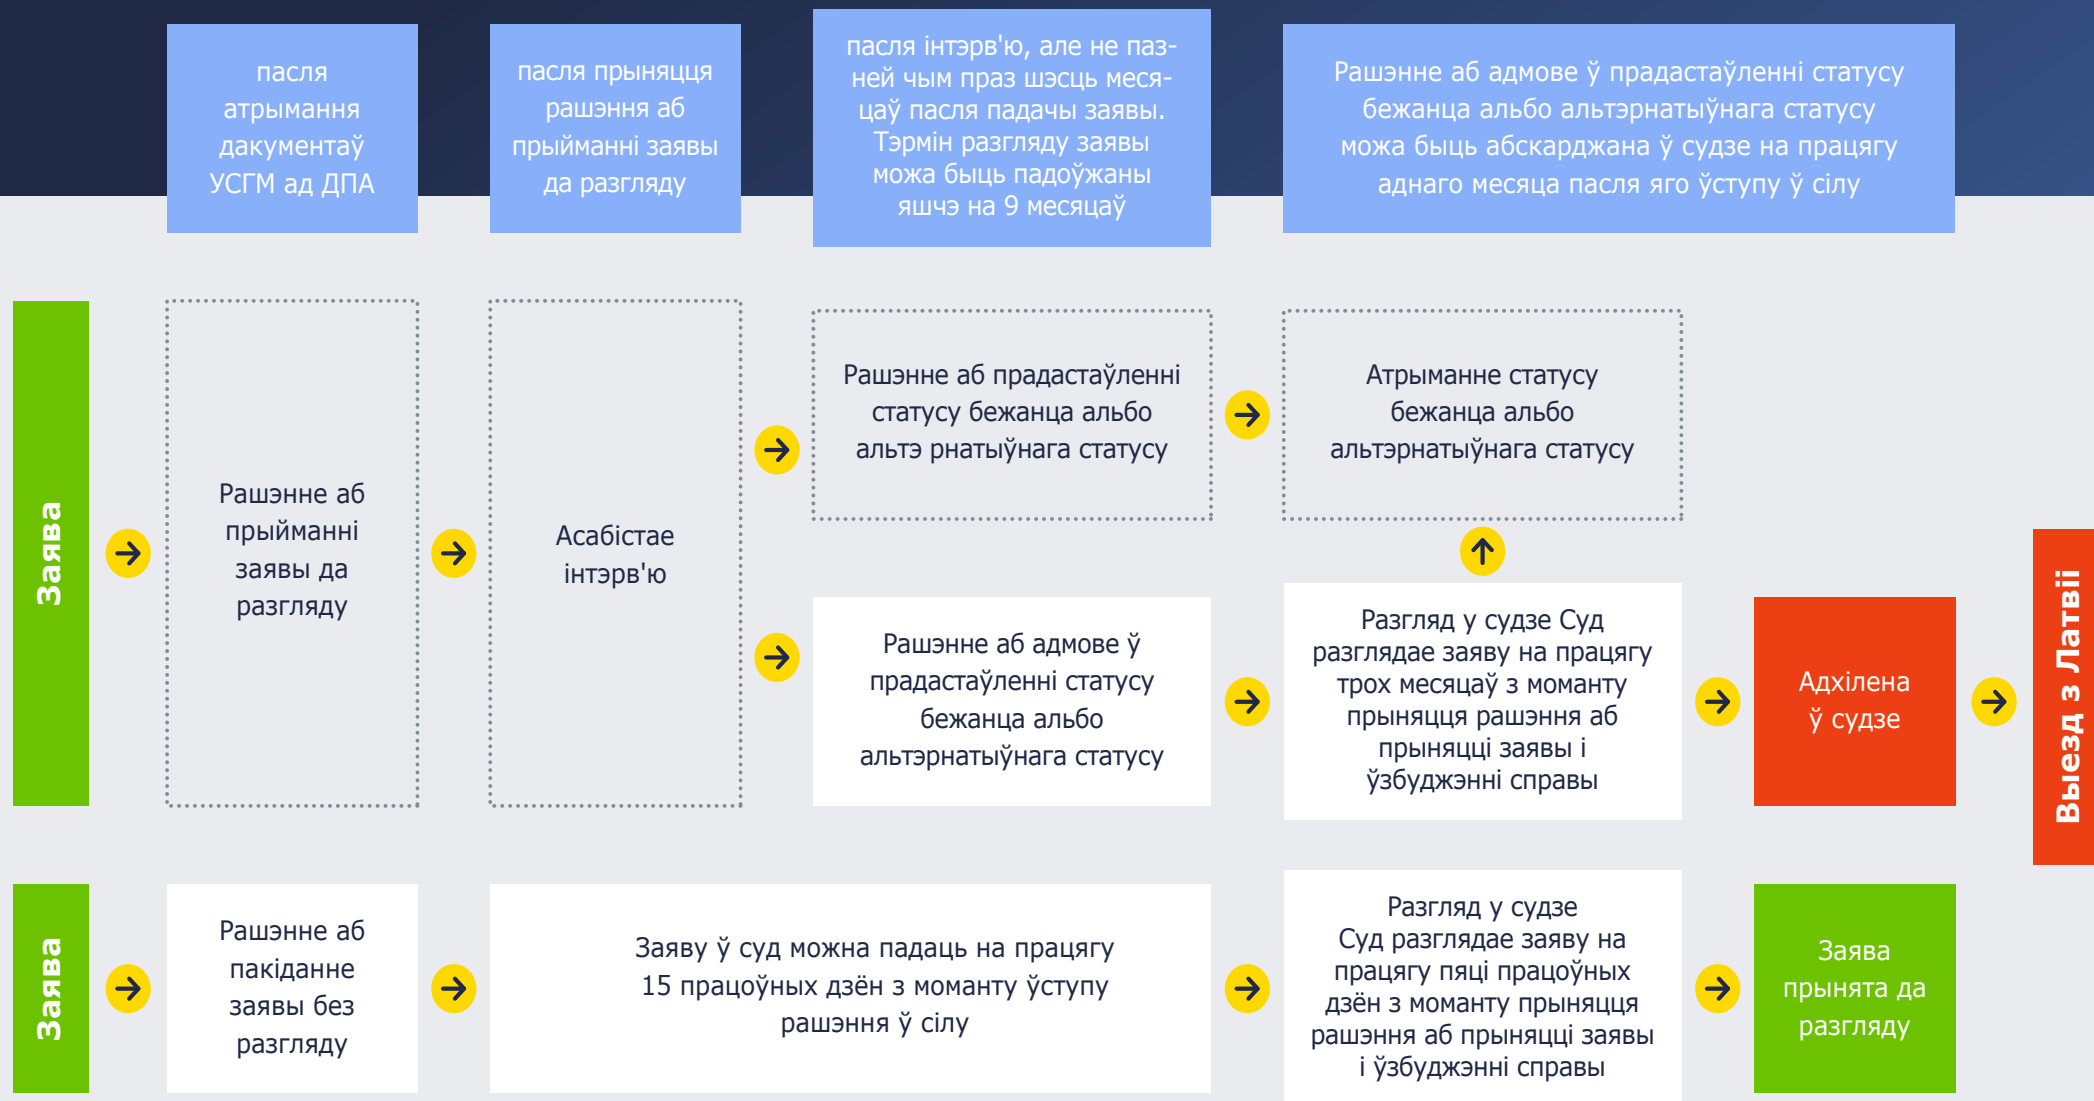 пасля
атрымання
дакументаў
УСГМ ад ДПА
пасля прыняцця
рашэння аб
прыйманні заявы
да разгляду
пасля інтэрв'ю, але не паз-
ней чым праз шэсць меся-
цаў пасля падачы заявы.
Тэрмін разгляду заявы
можа быць падоўжаны
яшчэ на 9 месяцаў
Рашэнне аб адмове ў прадастаўленні статусу
бежанца альбо альтэрнатыўнага статусу
можа быць абскарджана ў судзе на працягу
аднаго месяца пасля яго ўступу ў сілу
Заява
Рашэнне аб
прыйманні
заявы да
разгляду
Асабістае
інтэрв'ю
Рашэнне аб прадастаўленні
статусу бежанца альбо
альтэ рнатыўнага статусу
Атрыманне статусу
бежанца альбо
альтэрнатыўнага статусу
Рашэнне аб адмове ў
прадастаўленні статусу
бежанца альбо
альтэрнатыўнага статусу
Разгляд у судзе Суд
разглядае заяву на працягу
трох месяцаў з моманту
прыняцця рашэння аб
прыняцці заявы і
ўзбуджэнні справы
Адхілена
ў судзе
Выезд з Латвіі
Заява
Рашэнне аб
пакіданне
заявы без
разгляду
Заяву ў суд можна падаць на працягу
15 працоўных дзён з моманту ўступу
рашэння ў сілу
Разгляд у судзе
Суд разглядае заяву на
працягу пяці працоўных
дзён з моманту прыняцця
рашэння аб прыняцці заявы
і ўзбуджэнні справы
Заява
прынята да
разгляду